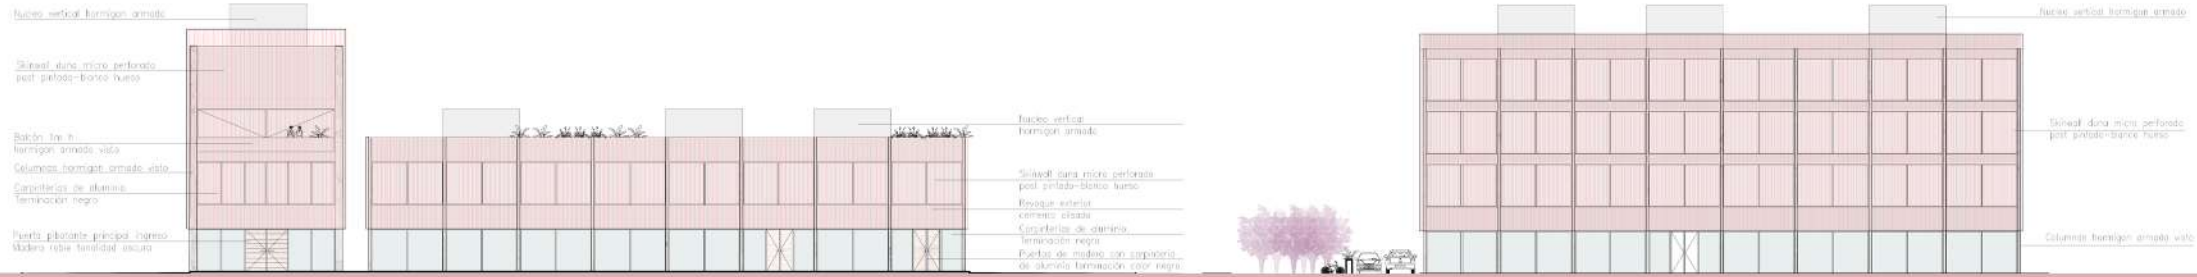 Nucleo vertical hormigon armado
Skinwall duna micro perforado
post pintado-blanco hueso
Balcón 1m h
hormigon armado visto
Columnas hormigon armado visto
Carpinterias de aluminio
Terminación negro
Puerta pibotante principal ingreso
Madera roble tonalidad oscura
Nucleo vertical
hormigon armado
Skinwall duna micro perforado
post pintado-blanco hueso
Revoque exterior
cemento alisado
Carpinterias de aluminio
Terminación negro
Puertas de madera con carpinteria
de aluminio terminación color negro
Nucleo vertical hormigon armado
Skinwall duna micro perforado
post pintado-blanco hueso
Columnas hormigon armado visto